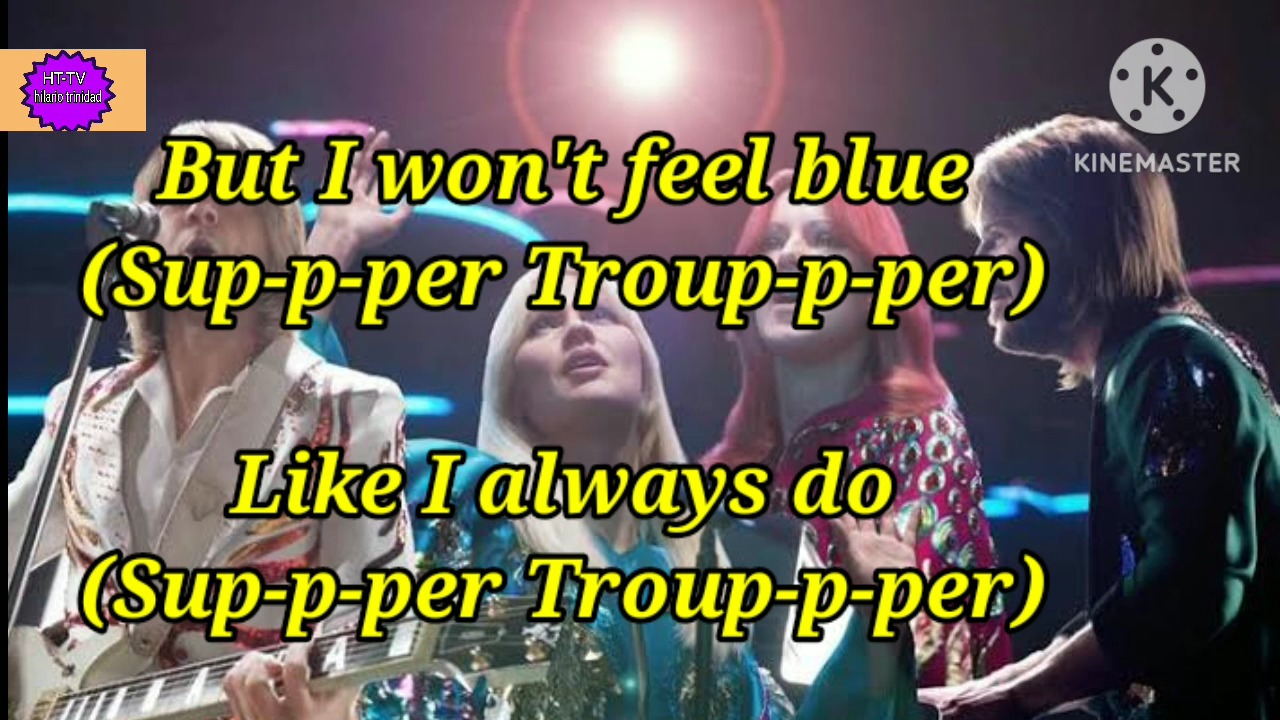 HT-TV
hilario trinidad
K
KINEMASTER
But I won't feel blue
(Sup-p-per Troup-p-per)
Like I always do
(Sup-p-per Troup-p-per)